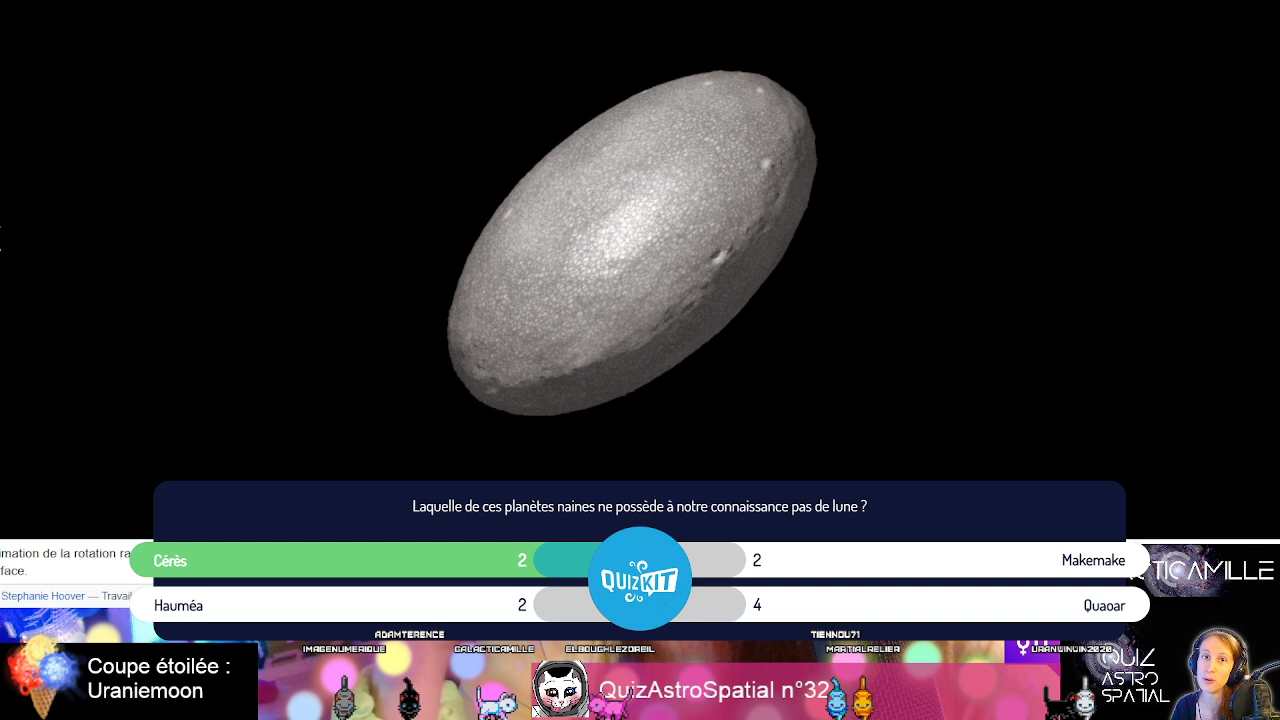 Laquelle de ces planètes naines ne possède à notre connaissance pas de lune ?
imation de la rotation ra
face.
Stephanie Hoover — Travail
Cérès 2
2 Makemake
Hauméa 2
4 Quaoar
QUIZKIT
TICAMILLE
ADAMTERENCE
TIENNOU71
IMAGENUMERIQUE
GALACTICAMILLE
ELBOUGHLEZOREIL
MARTIALRELIER
URANWINWIN2020
Coupe étoilée :
Uraniemoon
QuizAstroSpatial n°32
QUIZ
ASTRO
SPATIAL